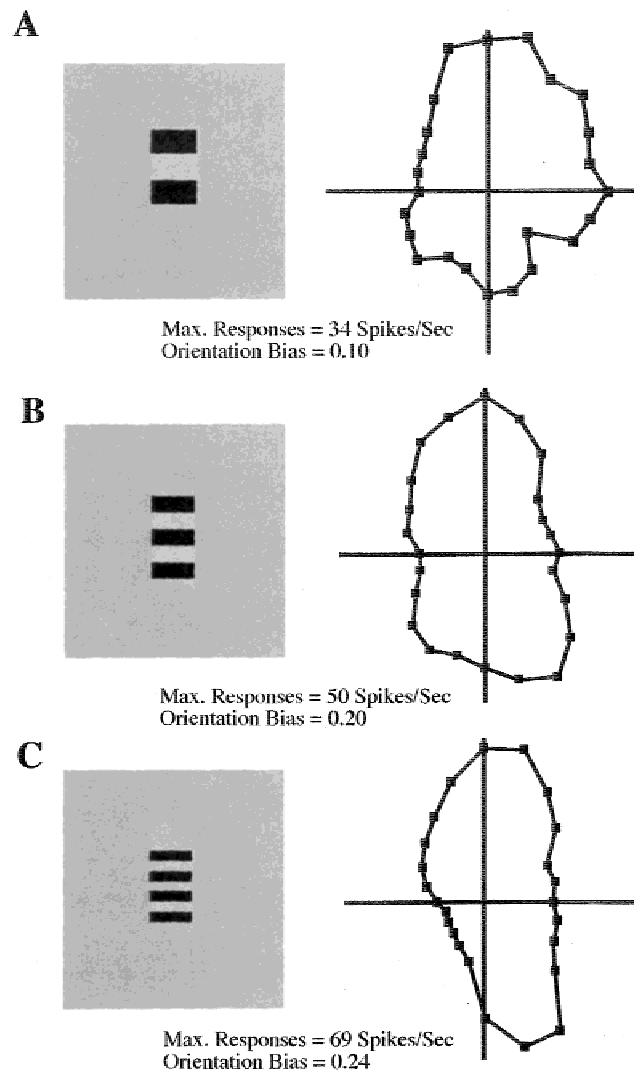 A
Max. Responses = 34 Spikes/Sec
Orientation Bias = 0.10
B
Max. Responses = 50 Spikes/Sec
Orientation Bias = 0.20
C
Max. Responses = 69 Spikes/Sec
Orientation Bias = 0.24